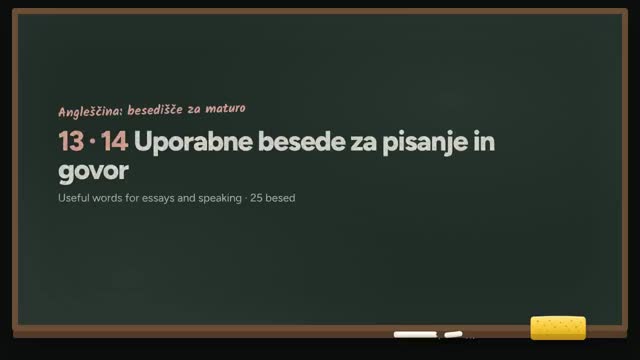 Angleščina: besedišče za maturo
13 · 14 Uporabne besede za pisanje in
govor
Useful words for essays and speaking · 25 besed